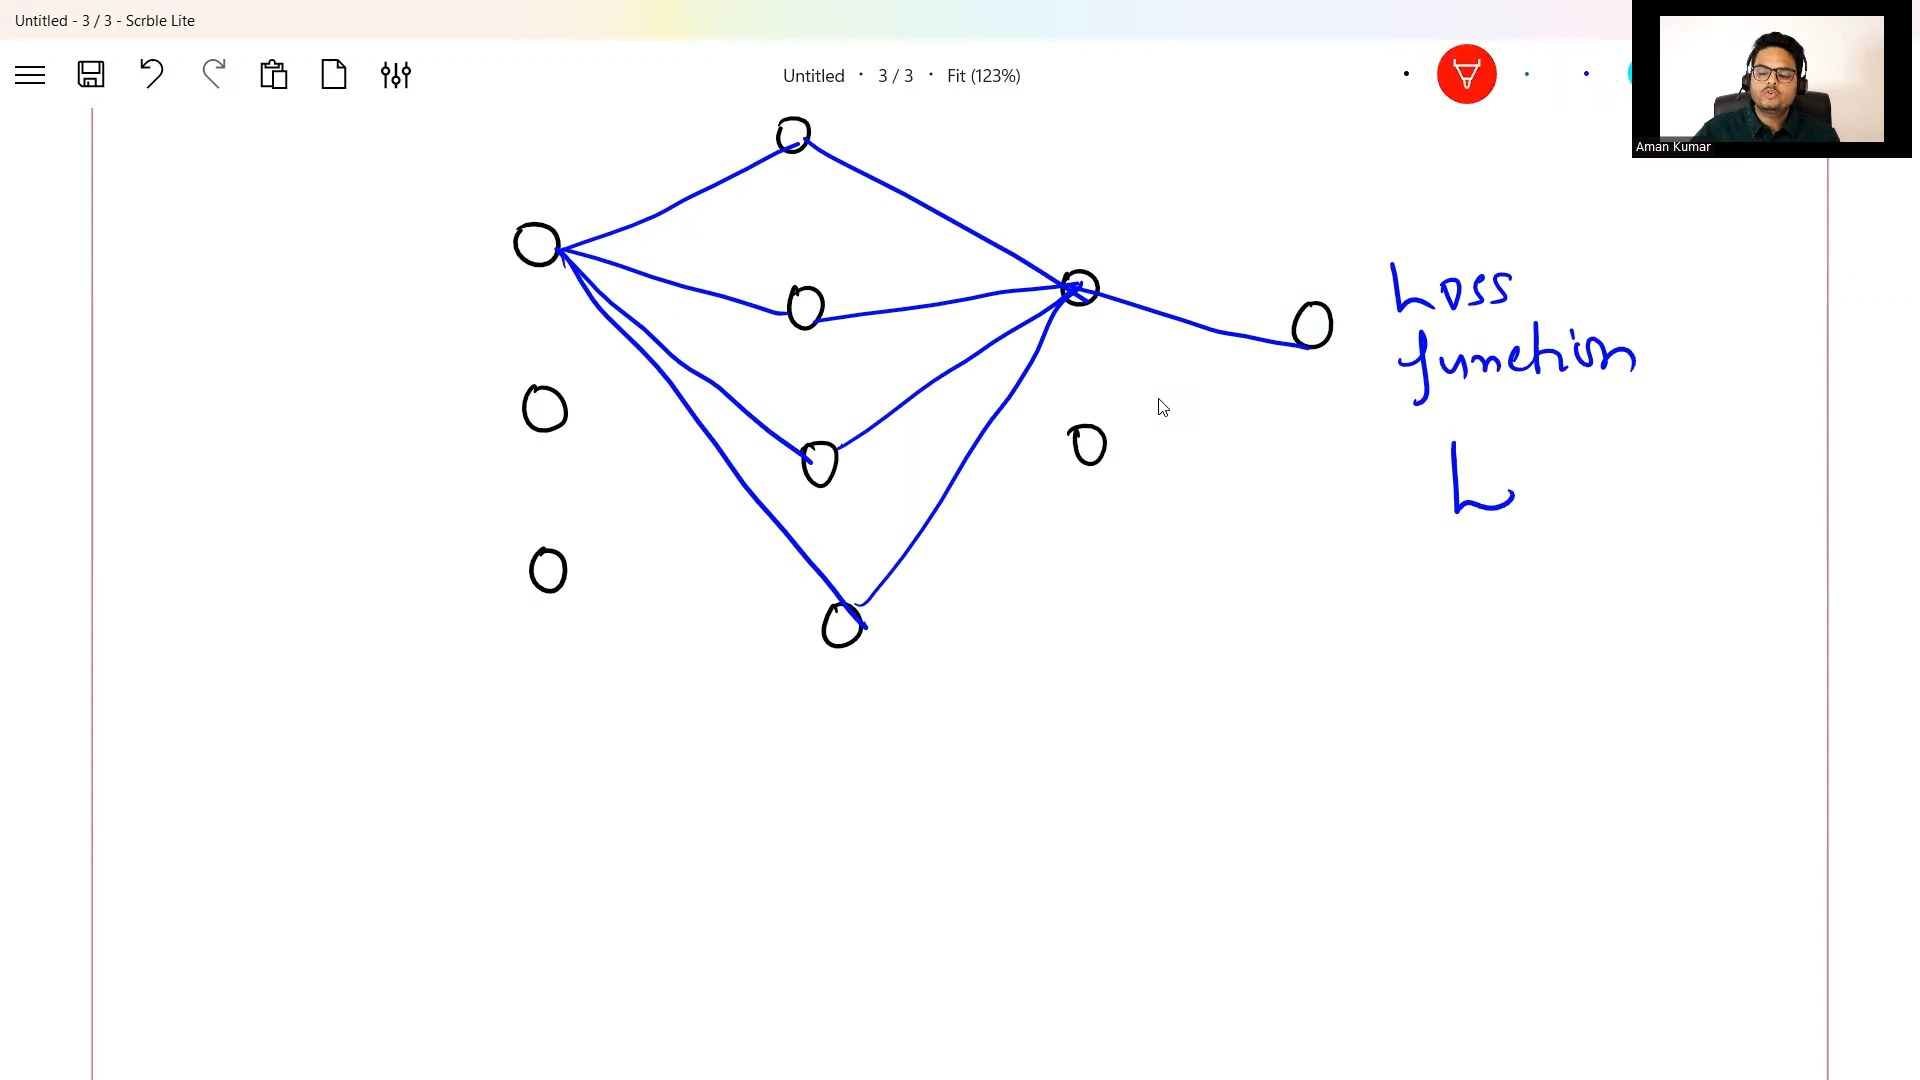 Untitled - 3 / 3 - Scrble Lite
Untitled • 3 / 3 • Fit (123%)
Aman Kumar
Loss
function
L